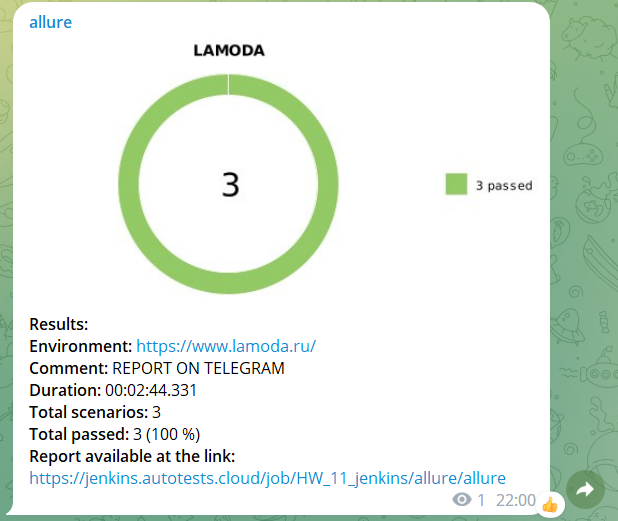 allure
LAMODA
3
3 passed
Results:
Environment: https://www.lamoda.ru/
Comment: REPORT ON TELEGRAM
Duration: 00:02:44.331
Total scenarios: 3
Total passed: 3 (100 %)
Report available at the link:
https://jenkins.autotests.cloud/job/HW_11_jenkins/allure/allure
1 22:00